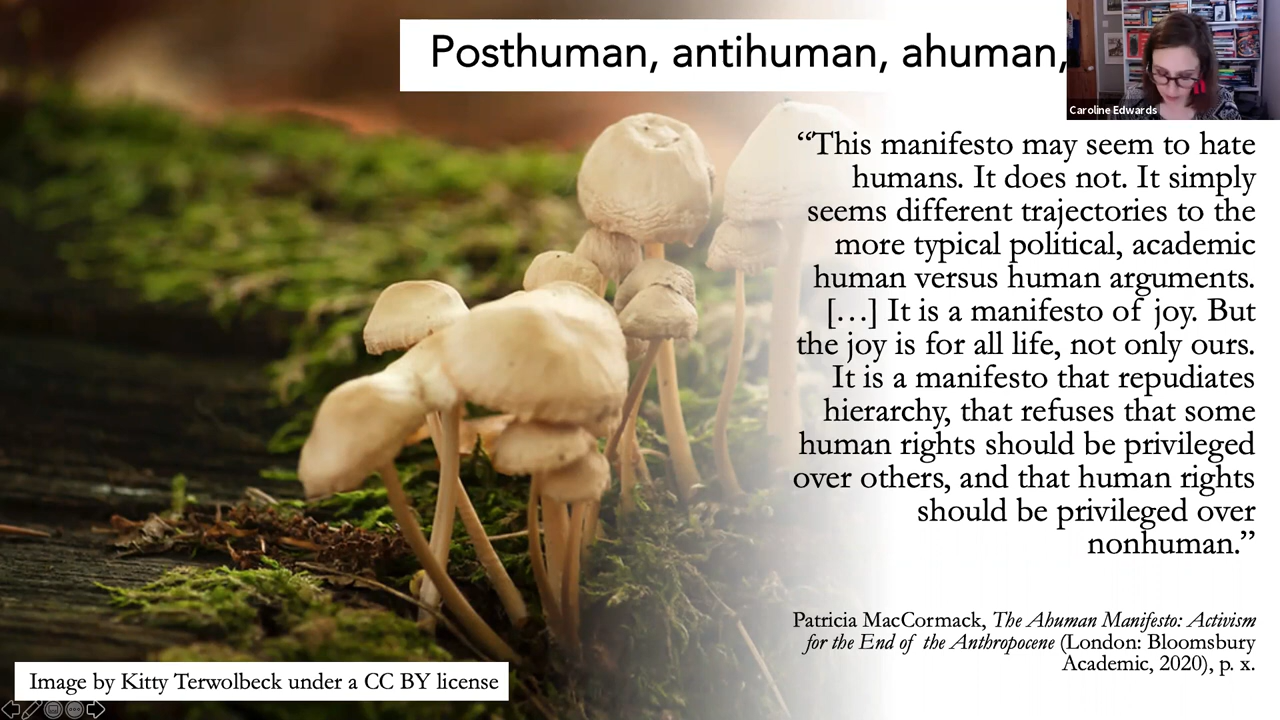 Posthuman, antihuman, ahuman,
Caroline Edwards
“This manifesto may seem to hate
humans. It does not. It simply
seems different trajectories to the
more typical political, academic
human versus human arguments.
[…] It is a manifesto of joy. But
the joy is for all life, not only ours.
It is a manifesto that repudiates
hierarchy, that refuses that some
human rights should be privileged
over others, and that human rights
should be privileged over
nonhuman.”
Patricia MacCormack, The Ahuman Manifesto: Activism
for the End of the Anthropocene (London: Bloomsbury
Academic, 2020), p. x.
Image by Kitty Terwolbeck under a CC BY license